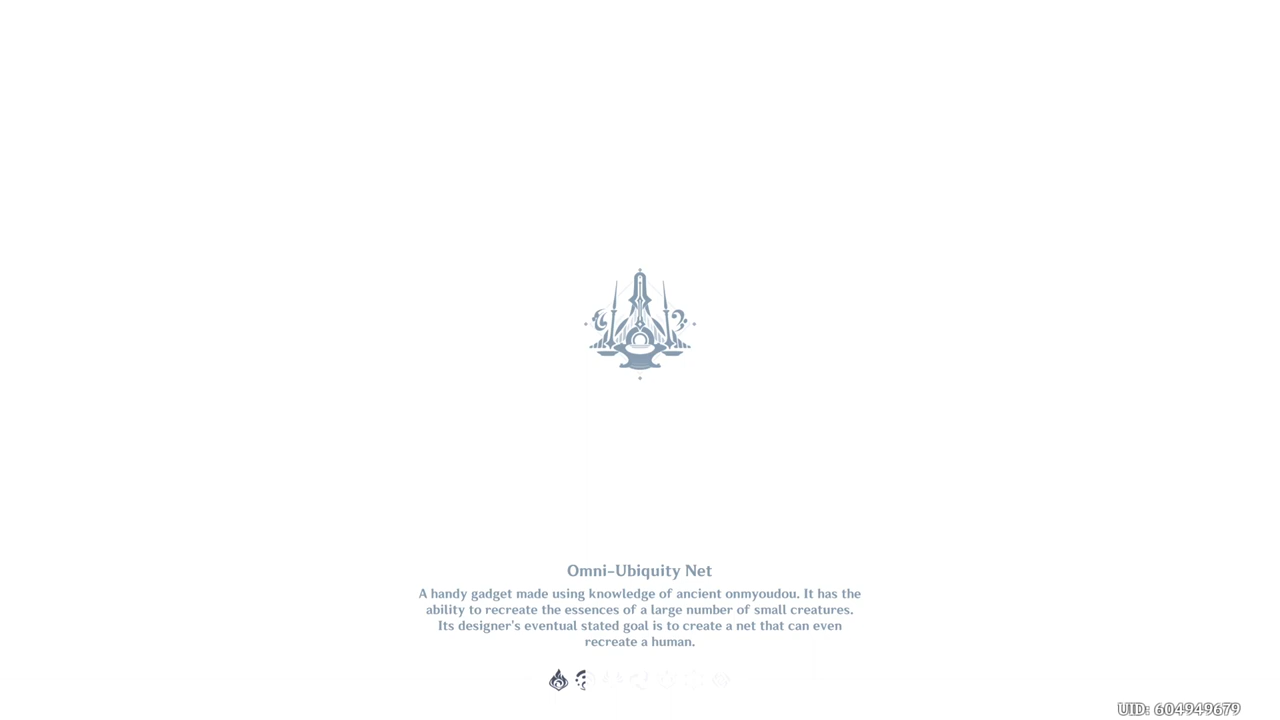 Omni-Ubiquity Net
A handy gadget made using knowledge of ancient onmyoudou. It has the
ability to recreate the essences of a large number of small creatures.
Its designer's eventual stated goal is to create a net that can even
recreate a human.
UID: 604949679